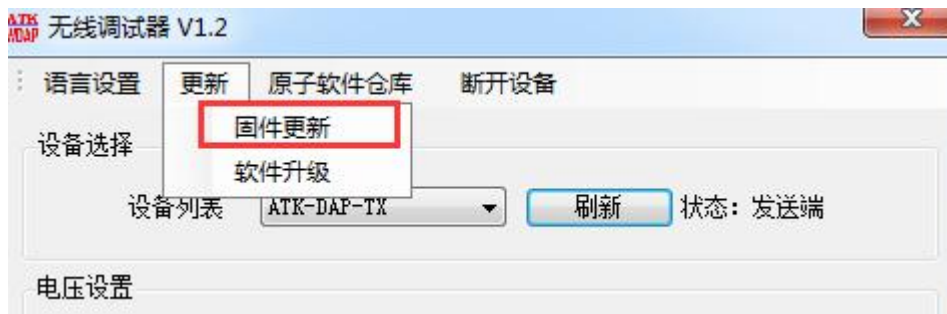 ATK WDAP 无线调试器 V1.2
语言设置 更新 原子软件仓库 断开设备
固件更新
设备选择
软件升级
设备列表 ATK-DAP-TX 刷新 状态：发送端
电压设置